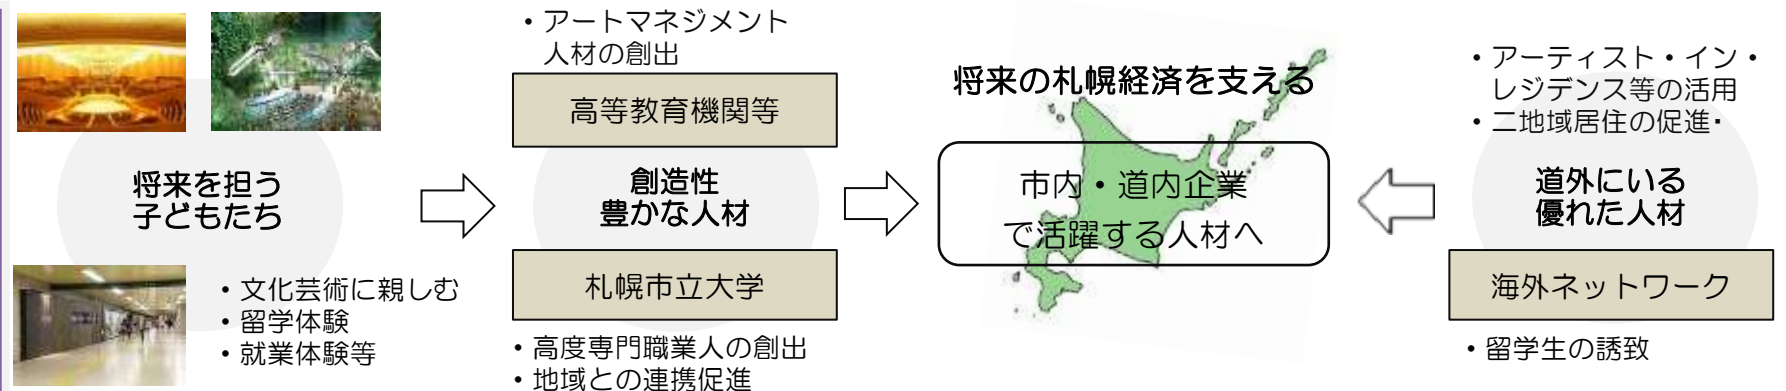 将来を担う
子どもたち
・文化芸術に親しむ
・留学体験
・就業体験等
・アートマネジメント
人材の創出
高等教育機関等
創造性
豊かな人材
札幌市立大学
・高度専門職業人の創出
・地域との連携促進
将来の札幌経済を支える
市内・道内企業
で活躍する人材へ
・アーティスト・イン・
レジデンス等の活用
・二地域居住の促進・
道外にいる
優れた人材
海外ネットワーク
・留学生の誘致